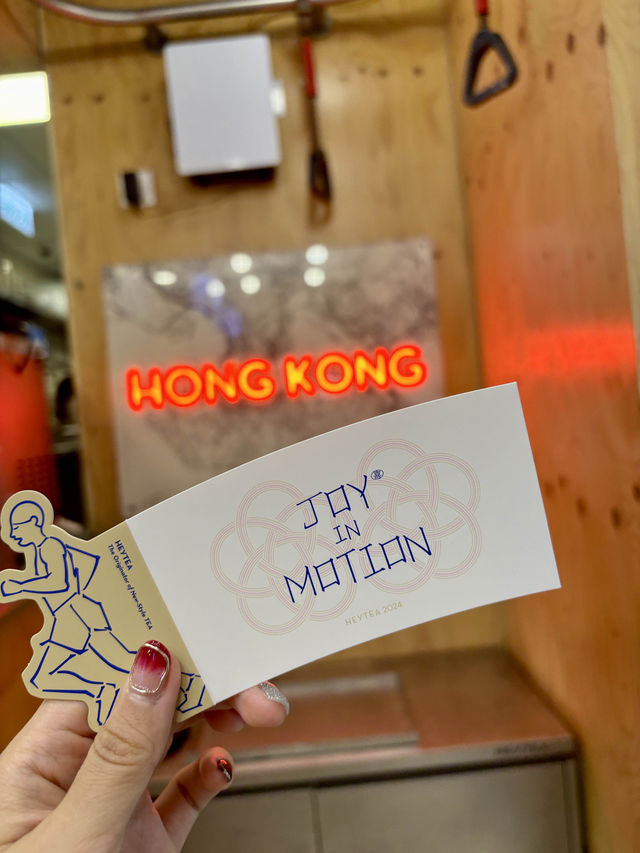 HONG KONG
JOY
IN
MOTION
HEYTEA 2024
HEYTEA
The Originator of New-Style TEA